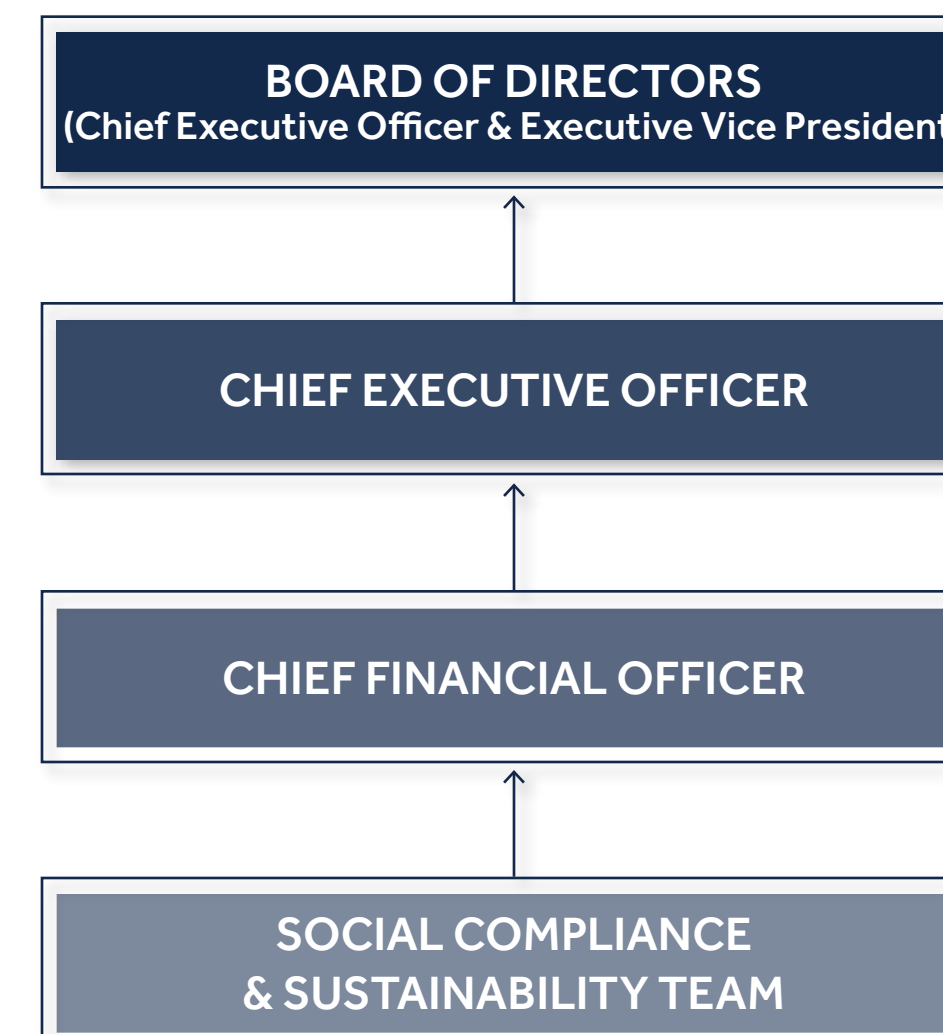 BOARD OF DIRECTORS
(Chief Executive Officer & Executive Vice President
CHIEF EXECUTIVE OFFICER
CHIEF FINANCIAL OFFICER
SOCIAL COMPLIANCE
& SUSTAINABILITY TEAM